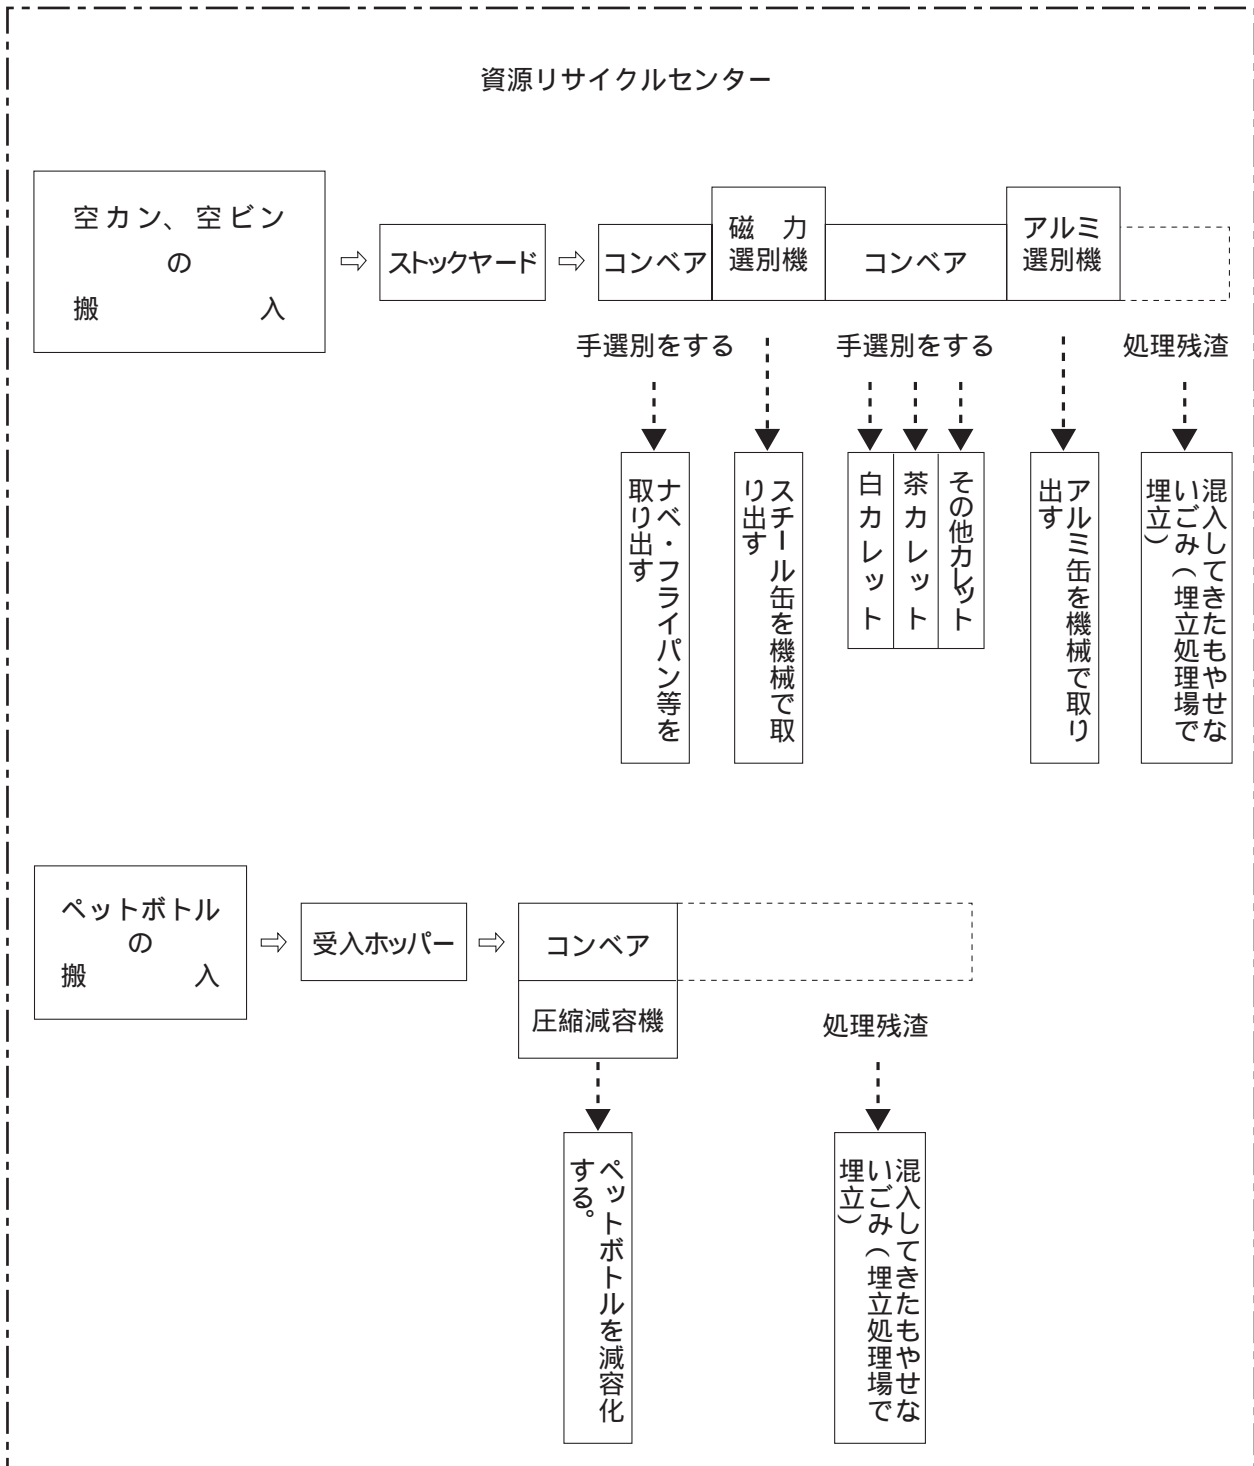 資源リサイクルセンター
空カン、空ビン
の
搬 入
ストックヤード
コンベア
磁 力
選別機
コンベア
アルミ
選別機
手選別をする
手選別をする
処理残渣
ナベ・フライパン等を
取り出す
スチール缶を機械で取
り出す
白カレット
茶カレット
その他カレット
アルミ缶を機械で取り
出す
混入してきたもやせな
いごみ(埋立処理場で
埋立)
ペットボトル
の
搬 入
受入ホッパー
コンベア
圧縮減容機
処理残渣
ペットボトルを減容化
する。
混入してきたもやせな
いごみ(埋立処理場で
埋立)